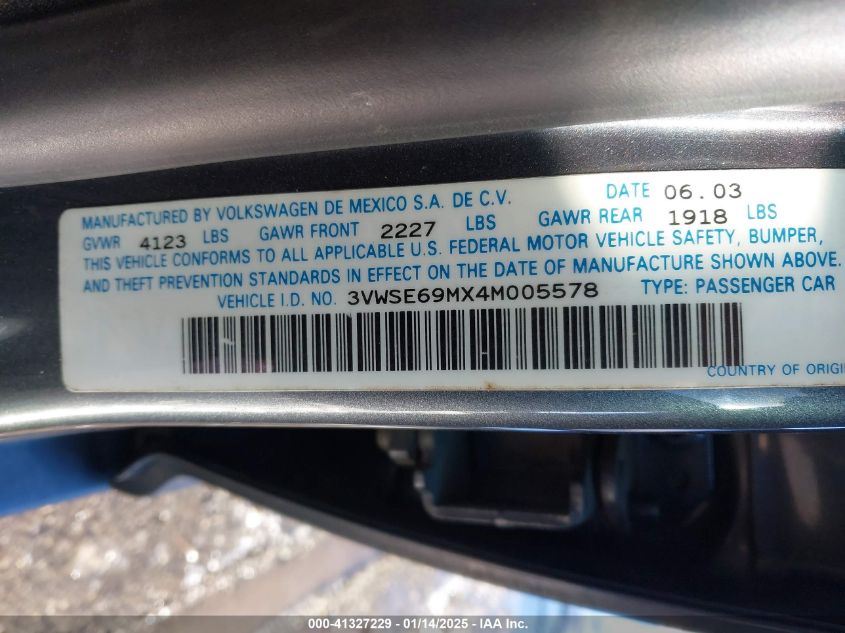 MANUFACTURED BY VOLKSWAGEN DE MEXICO S.A. DE C.V. DATE 06.03
GVWR 4123 LBS GAWR FRONT 2227 LBS GAWR REAR 1918 LBS
THIS VEHICLE CONFORMS TO ALL APPLICABLE U.S. FEDERAL MOTOR VEHICLE SAFETY, BUMPER,
AND THEFT PREVENTION STANDARDS IN EFFECT ON THE DATE OF MANUFACTURE SHOWN ABOVE.
VEHICLE I.D. NO. 3VWSE69MX4M005578 TYPE: PASSENGER CAR
COUNTRY OF ORIGI
000-41327229 - 01/14/2025 - IAA Inc.